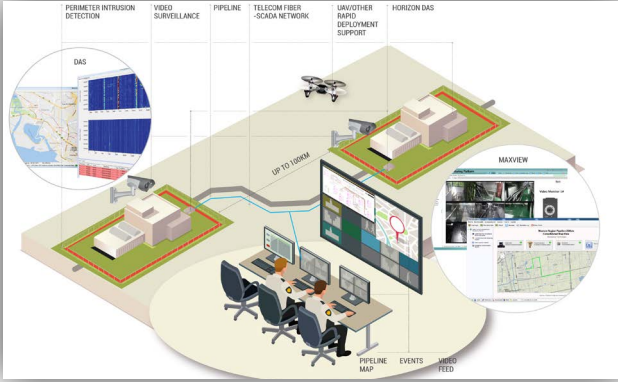 PERIMETER INTRUSION
DETECTION
VIDEO
SURVEILLANCE
PIPELINE
TELECOM FIBER
-SCADA NETWORK
UAV/OTHER
RAPID
DEPLOYMENT
SUPPORT
HORIZON DAS
DAS
UP TO 100KM
MAXVIEW
PIPELINE
MAP
EVENTS
VIDEO
FEED